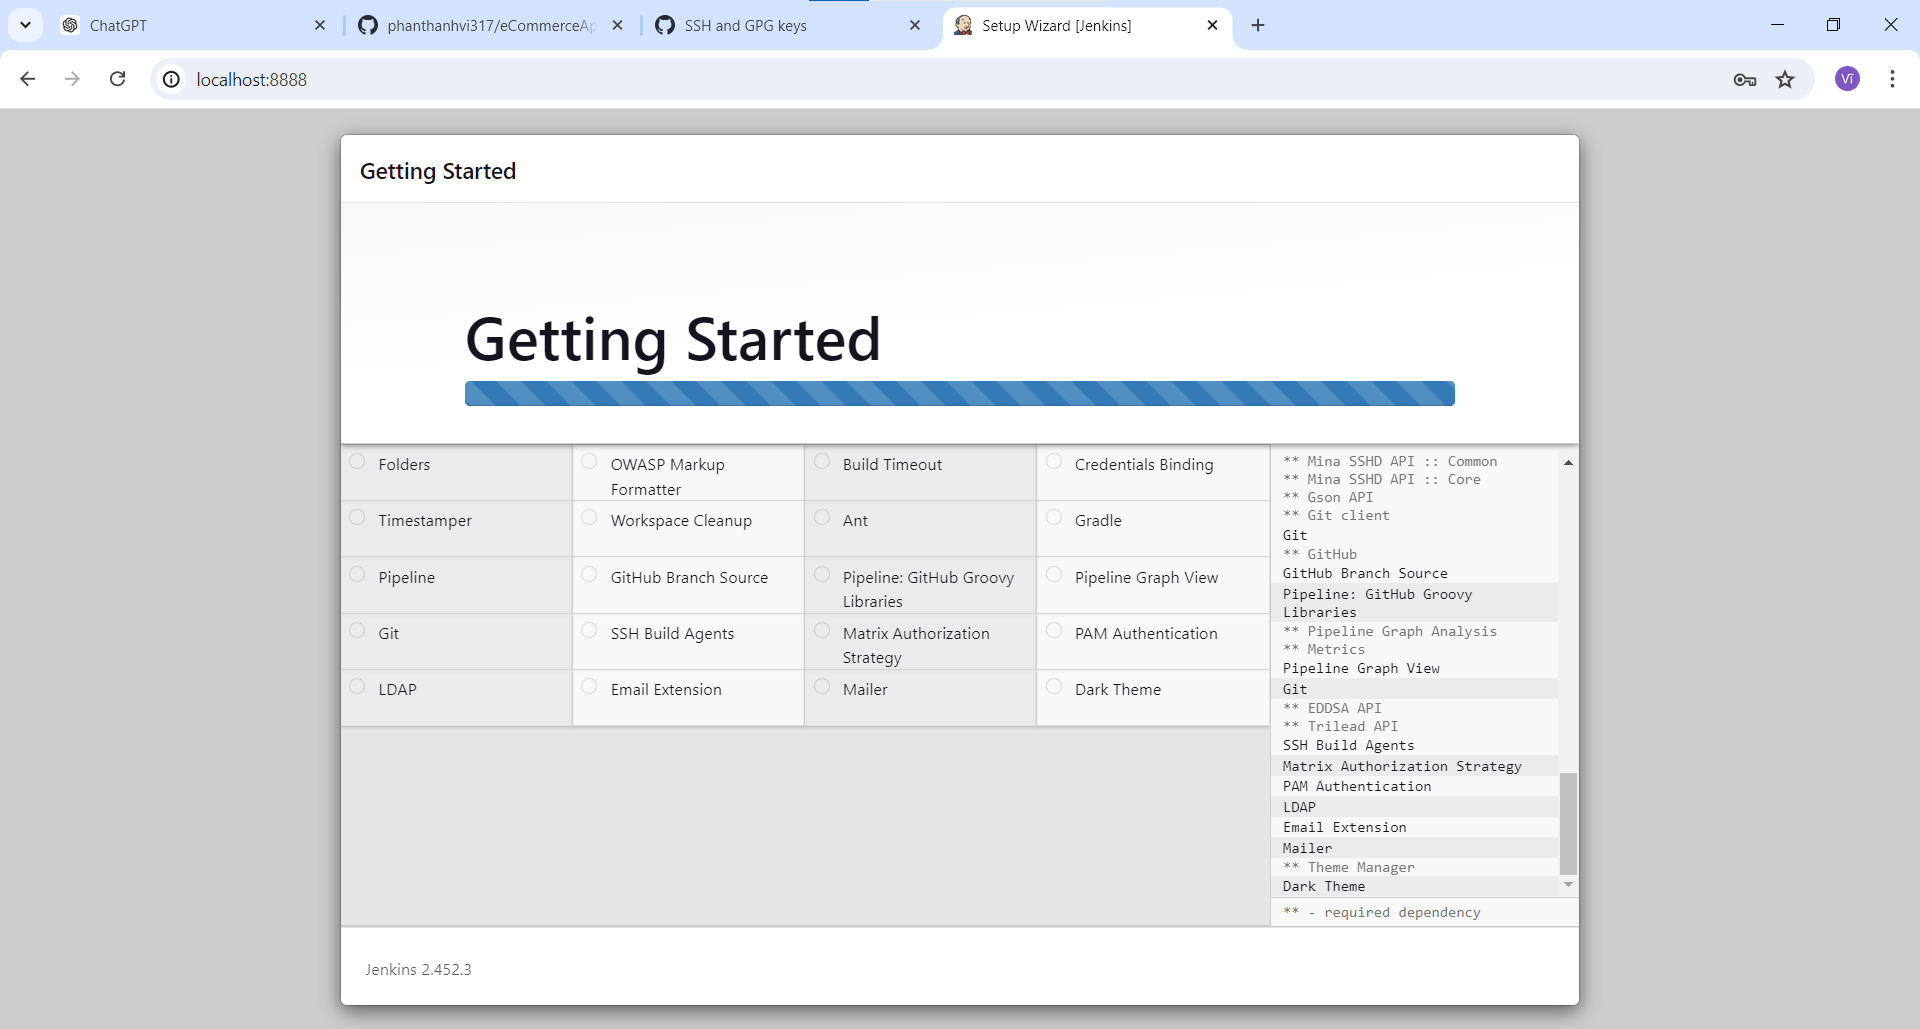 ChatGPT
phanthanhvi317/eCommerceAp
SSH and GPG keys
Setup Wizard [Jenkins]
localhost:8888
Vĩ
Getting Started
Getting Started
Folders
OWASP Markup
Formatter
Build Timeout
Credentials Binding
Timestamper
Workspace Cleanup
Ant
Gradle
Pipeline
GitHub Branch Source
Pipeline: GitHub Groovy
Libraries
Pipeline Graph View
Git
SSH Build Agents
Matrix Authorization
Strategy
PAM Authentication
LDAP
Email Extension
Mailer
Dark Theme
** Mina SSHD API :: Common
** Mina SSHD API :: Core
** Gson API
** Git client
Git
** GitHub
GitHub Branch Source
Pipeline: GitHub Groovy
Libraries
** Pipeline Graph Analysis
** Metrics
Pipeline Graph View
Git
** EDDSA API
** Trilead API
SSH Build Agents
Matrix Authorization Strategy
PAM Authentication
LDAP
Email Extension
Mailer
** Theme Manager
Dark Theme
** - required dependency
Jenkins 2.452.3